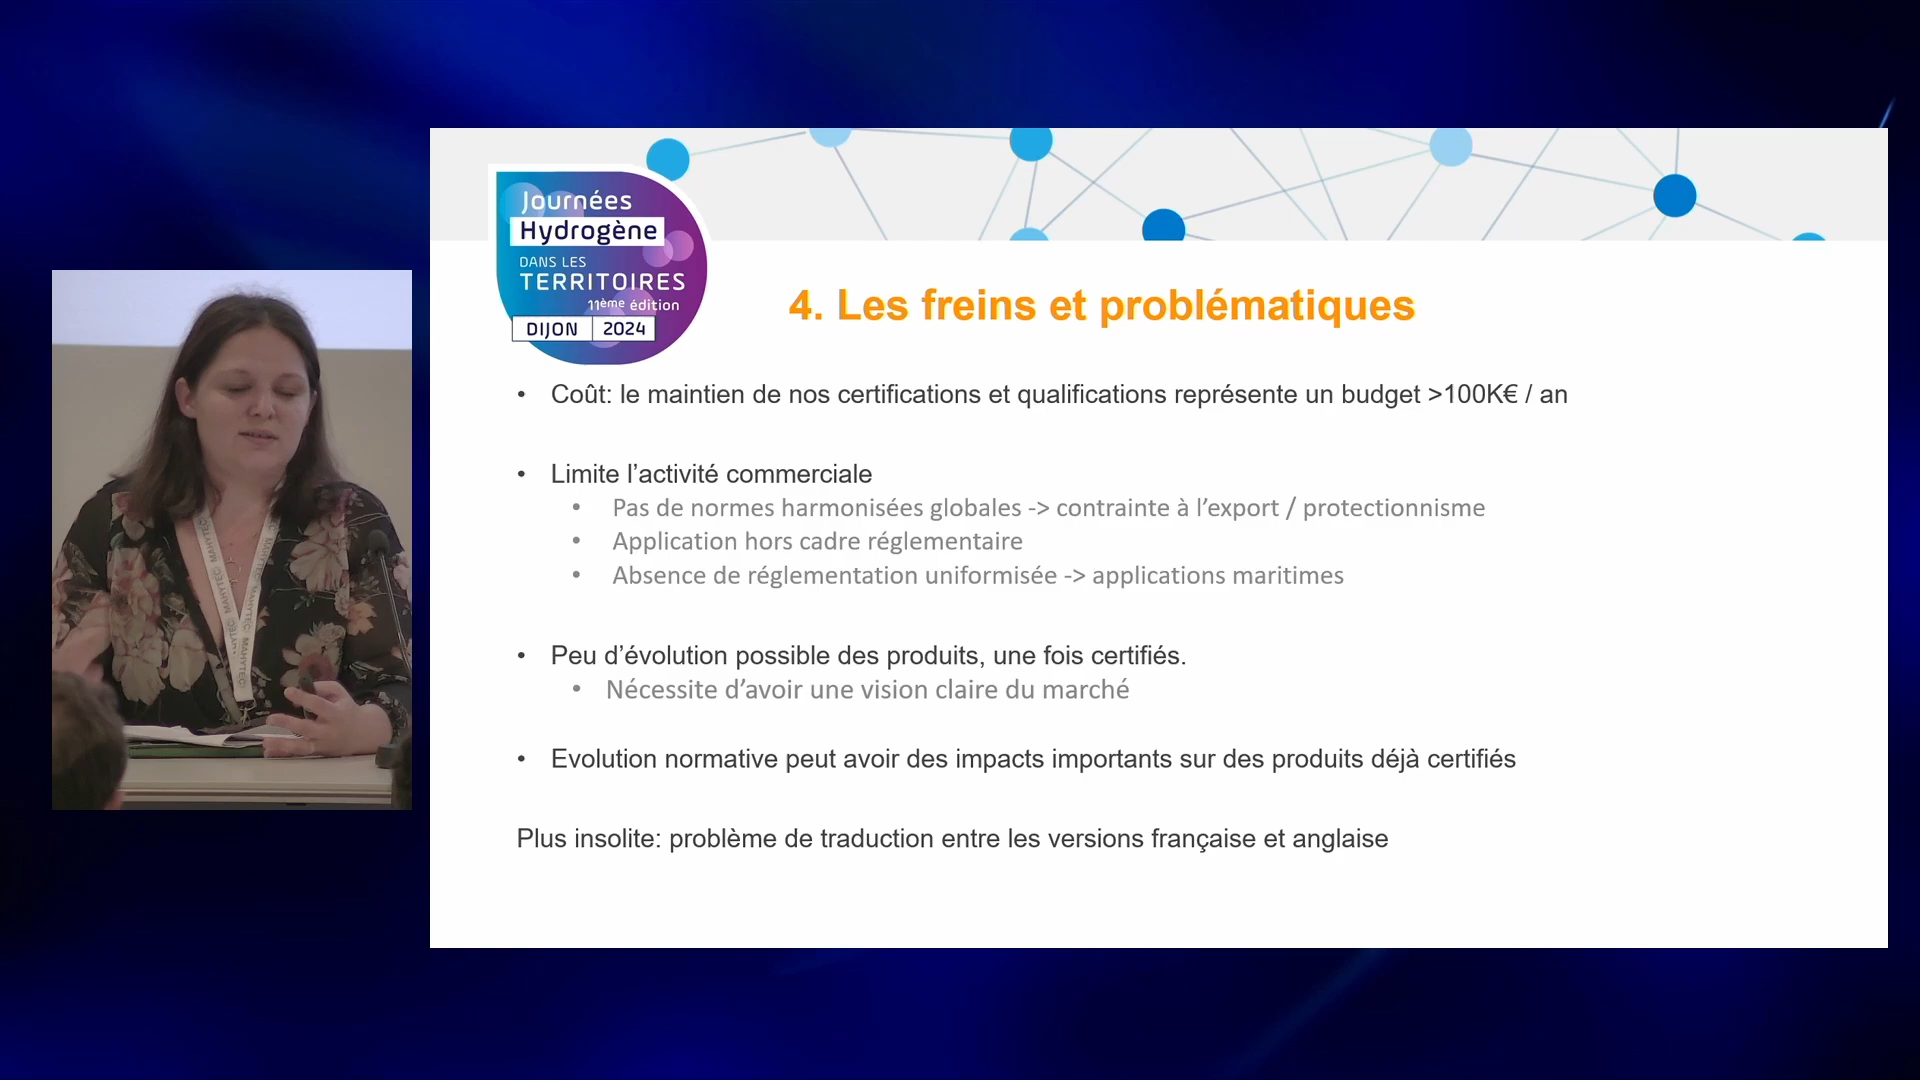 Journées
Hydrogène
DANS LES
TERRITOIRES
11ème édition
DIJON 2024
4. Les freins et problématiques
• Coût: le maintien de nos certifications et qualifications représente un budget >100K€ / an
• Limite l’activité commerciale
• Pas de normes harmonisées globales -> contrainte à l’export / protectionnisme
• Application hors cadre réglementaire
• Absence de réglementation uniformisée -> applications maritimes
• Peu d’évolution possible des produits, une fois certifiés.
• Nécessite d’avoir une vision claire du marché
• Evolution normative peut avoir des impacts importants sur des produits déjà certifiés
Plus insolite: problème de traduction entre les versions française et anglaise
MAHYTEC
MAHYTEC